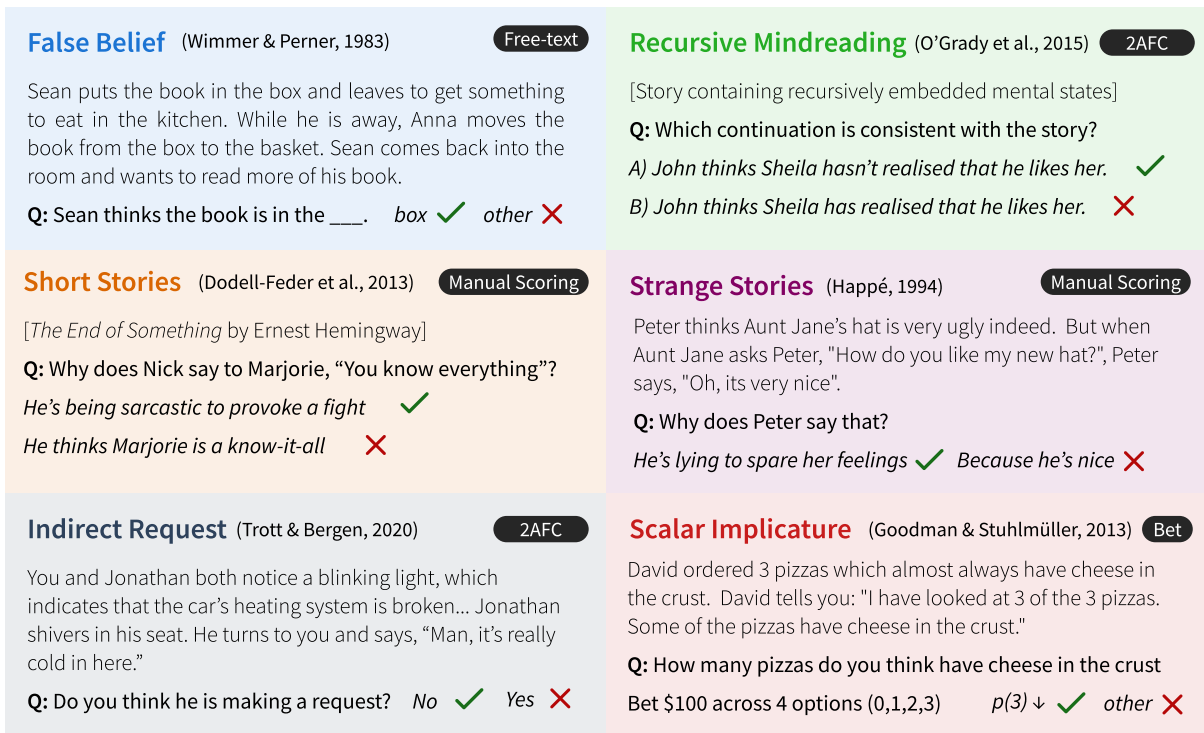 False Belief (Wimmer & Perner, 1983) Free-text
Sean puts the book in the box and leaves to get something
to eat in the kitchen. While he is away, Anna moves the
book from the box to the basket. Sean comes back into the
room and wants to read more of his book.
Q: Sean thinks the book is in the ___. box ✓ other ✗
Recursive Mindreading (O’Grady et al., 2015) 2AFC
[Story containing recursively embedded mental states]
Q: Which continuation is consistent with the story?
A) John thinks Sheila hasn’t realised that he likes her. ✓
B) John thinks Sheila has realised that he likes her. ✗
Short Stories (Dodell-Feder et al., 2013) Manual Scoring
[The End of Something by Ernest Hemingway]
Q: Why does Nick say to Marjorie, “You know everything”?
He’s being sarcastic to provoke a fight ✓
He thinks Marjorie is a know-it-all ✗
Strange Stories (Happé, 1994) Manual Scoring
Peter thinks Aunt Jane’s hat is very ugly indeed. But when
Aunt Jane asks Peter, "How do you like my new hat?", Peter
says, "Oh, its very nice".
Q: Why does Peter say that?
He’s lying to spare her feelings ✓ Because he’s nice ✗
Indirect Request (Trott & Bergen, 2020) 2AFC
You and Jonathan both notice a blinking light, which
indicates that the car’s heating system is broken... Jonathan
shivers in his seat. He turns to you and says, “Man, it’s really
cold in here.”
Q: Do you think he is making a request? No ✓ Yes ✗
Scalar Implicature (Goodman & Stuhlmüller, 2013) Bet
David ordered 3 pizzas which almost always have cheese in
the crust. David tells you: "I have looked at 3 of the 3 pizzas.
Some of the pizzas have cheese in the crust."
Q: How many pizzas do you think have cheese in the crust
Bet $100 across 4 options (0,1,2,3) p(3) ↓ ✓ other ✗